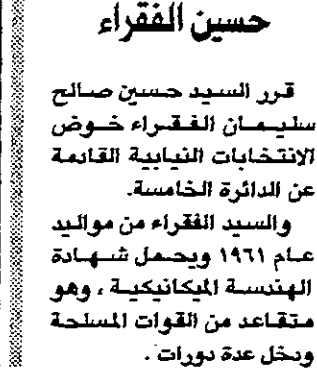 حسين الفقراء
قرر السيد حسين صالح
سليمان الفقراء خوض
الانتخابات النيابية القادمة
عن الدائرة الخامسة.
والسيد الفقراء من مواليد
عام ١٩٦١ ويحمل شهادة
الهندسة الميكانيكية ، وهو
متقاعد من القوات المسلحة
ودخل عدة دورات .